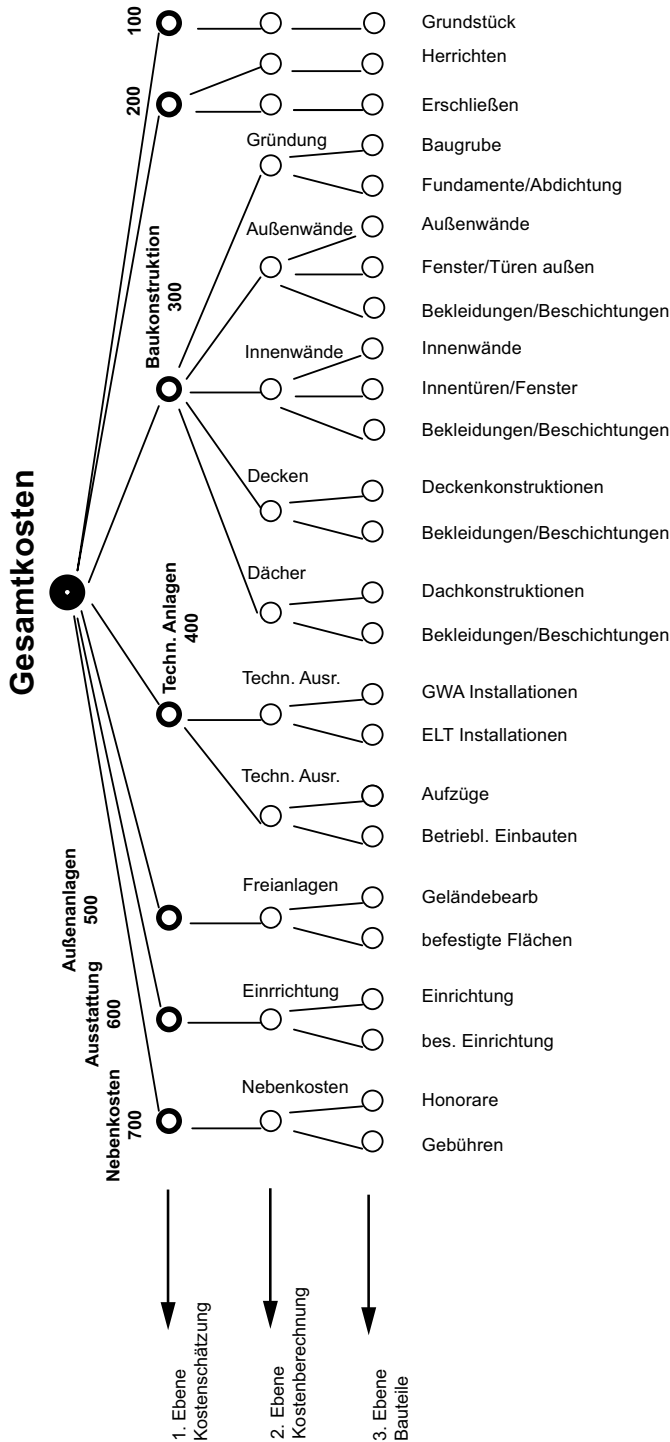 Gesamtkosten
100
200
Baukonstruktion
300
Techn. Anlagen
400
Außenanlagen
500
Ausstattung
600
Nebenkosten
700
Gründung
Außenwände
Innenwände
Decken
Dächer
Techn. Ausr.
Techn. Ausr.
Freianlagen
Einrrichtung
Nebenkosten
Grundstück
Herrichten
Erschließen
Baugrube
Fundamente/Abdichtung
Außenwände
Fenster/Türen außen
Bekleidungen/Beschichtungen
Innenwände
Innentüren/Fenster
Bekleidungen/Beschichtungen
Deckenkonstruktionen
Bekleidungen/Beschichtungen
Dachkonstruktionen
Bekleidungen/Beschichtungen
GWA Installationen
ELT Installationen
Aufzüge
Betriebl. Einbauten
Geländebearb
befestigte Flächen
Einrichtung
bes. Einrichtung
Honorare
Gebühren
1. Ebene
Kostenschätzung
2. Ebene
Kostenberechnung
3. Ebene
Bauteile